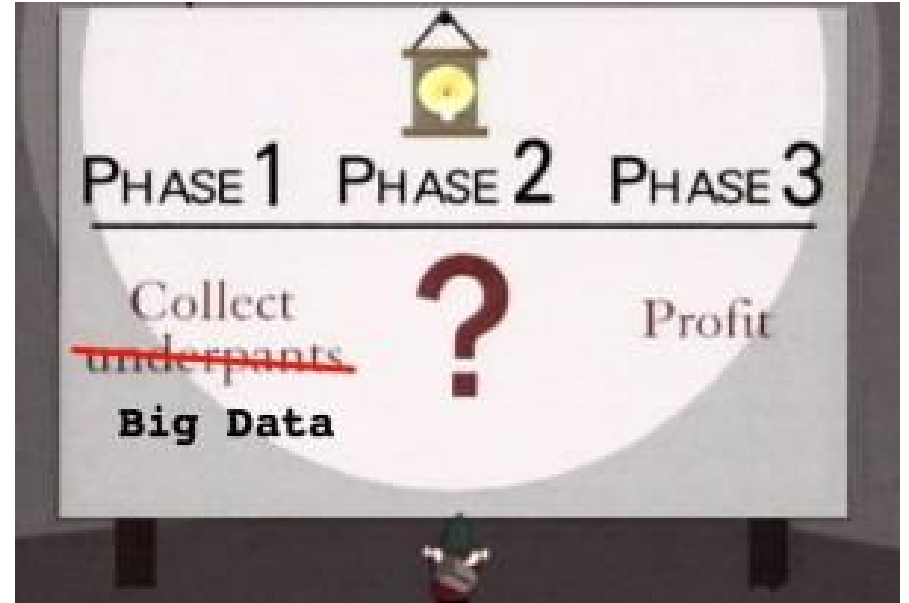 PHASE 1 PHASE 2 PHASE 3
Collect
underpants
Big Data
?
Profit